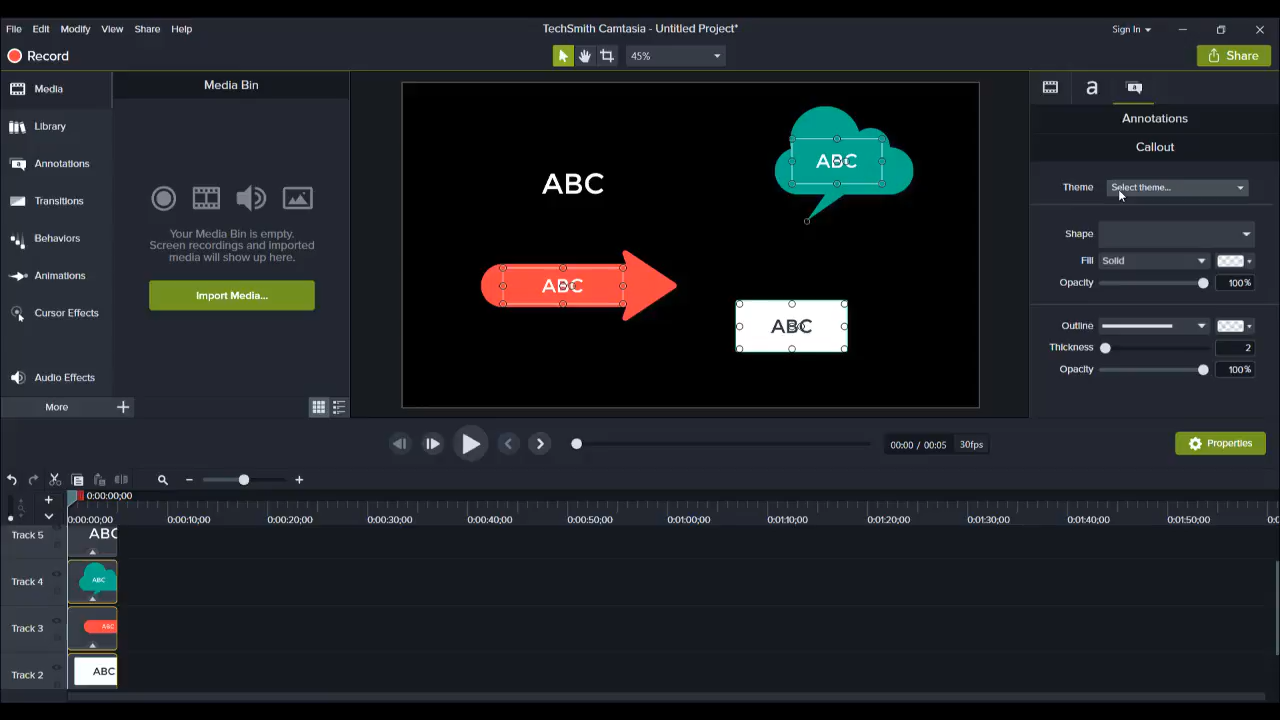 TechSmith Camtasia - Untitled Project*
File Edit Modify View Share Help
Sign In
Record
45%
Share
Media
Library
Annotations
Transitions
Behaviors
Animations
Cursor Effects
Audio Effects
More
Media Bin
Your Media Bin is empty.
Screen recordings and imported
media will show up here.
Import Media...
ABC
ABC
ABC
ABC
a
Annotations
Callout
Theme Select theme...
Shape
Fill Solid
Opacity 100%
Outline
Thickness 2
Opacity 100%
00:00 / 00:05 30fps
Properties
0:00:00;00
0:00:00;00 0:00:10;00 0:00:20;00 0:00:30;00 0:00:40;00 0:00:50;00 0:01:00;00 0:01:10;00 0:01:20;00 0:01:30;00 0:01:40;00 0:01:50;00
Track 5 ABC
Track 4 ABC
Track 3 ABC
Track 2 ABC